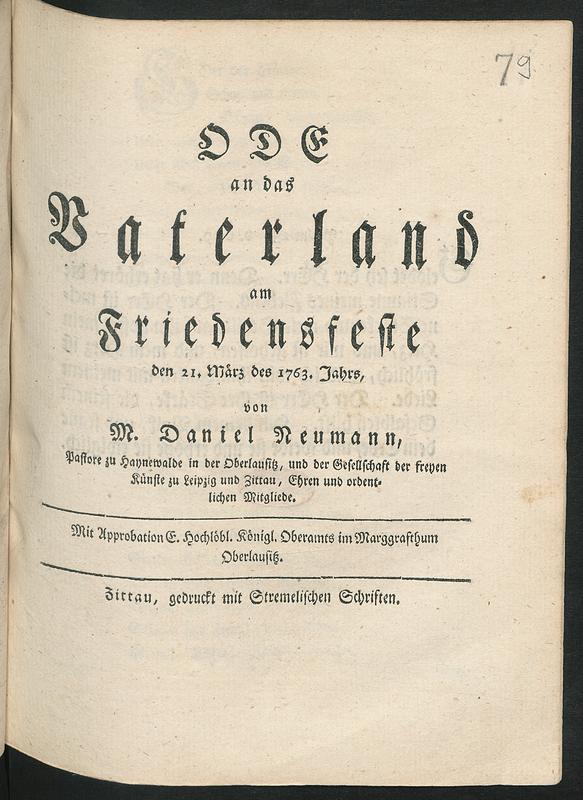 79
ODE
an das
Vaterland
am
Friedensfeste
den 21. März des 1763. Jahrs,
von
M. Daniel Neumann,
Pastore zu Haynewalde in der Oberlausitz, und der Gesellschaft der freyen
Künste zu Leipzig und Zittau, Ehren und ordent-
lichen Mitgliede.
Mit Approbation E. Hochlöbl. Königl. Oberamts im Marggrafthum
Oberlausitz.
Zittau, gedruckt mit Stremelischen Schriften.